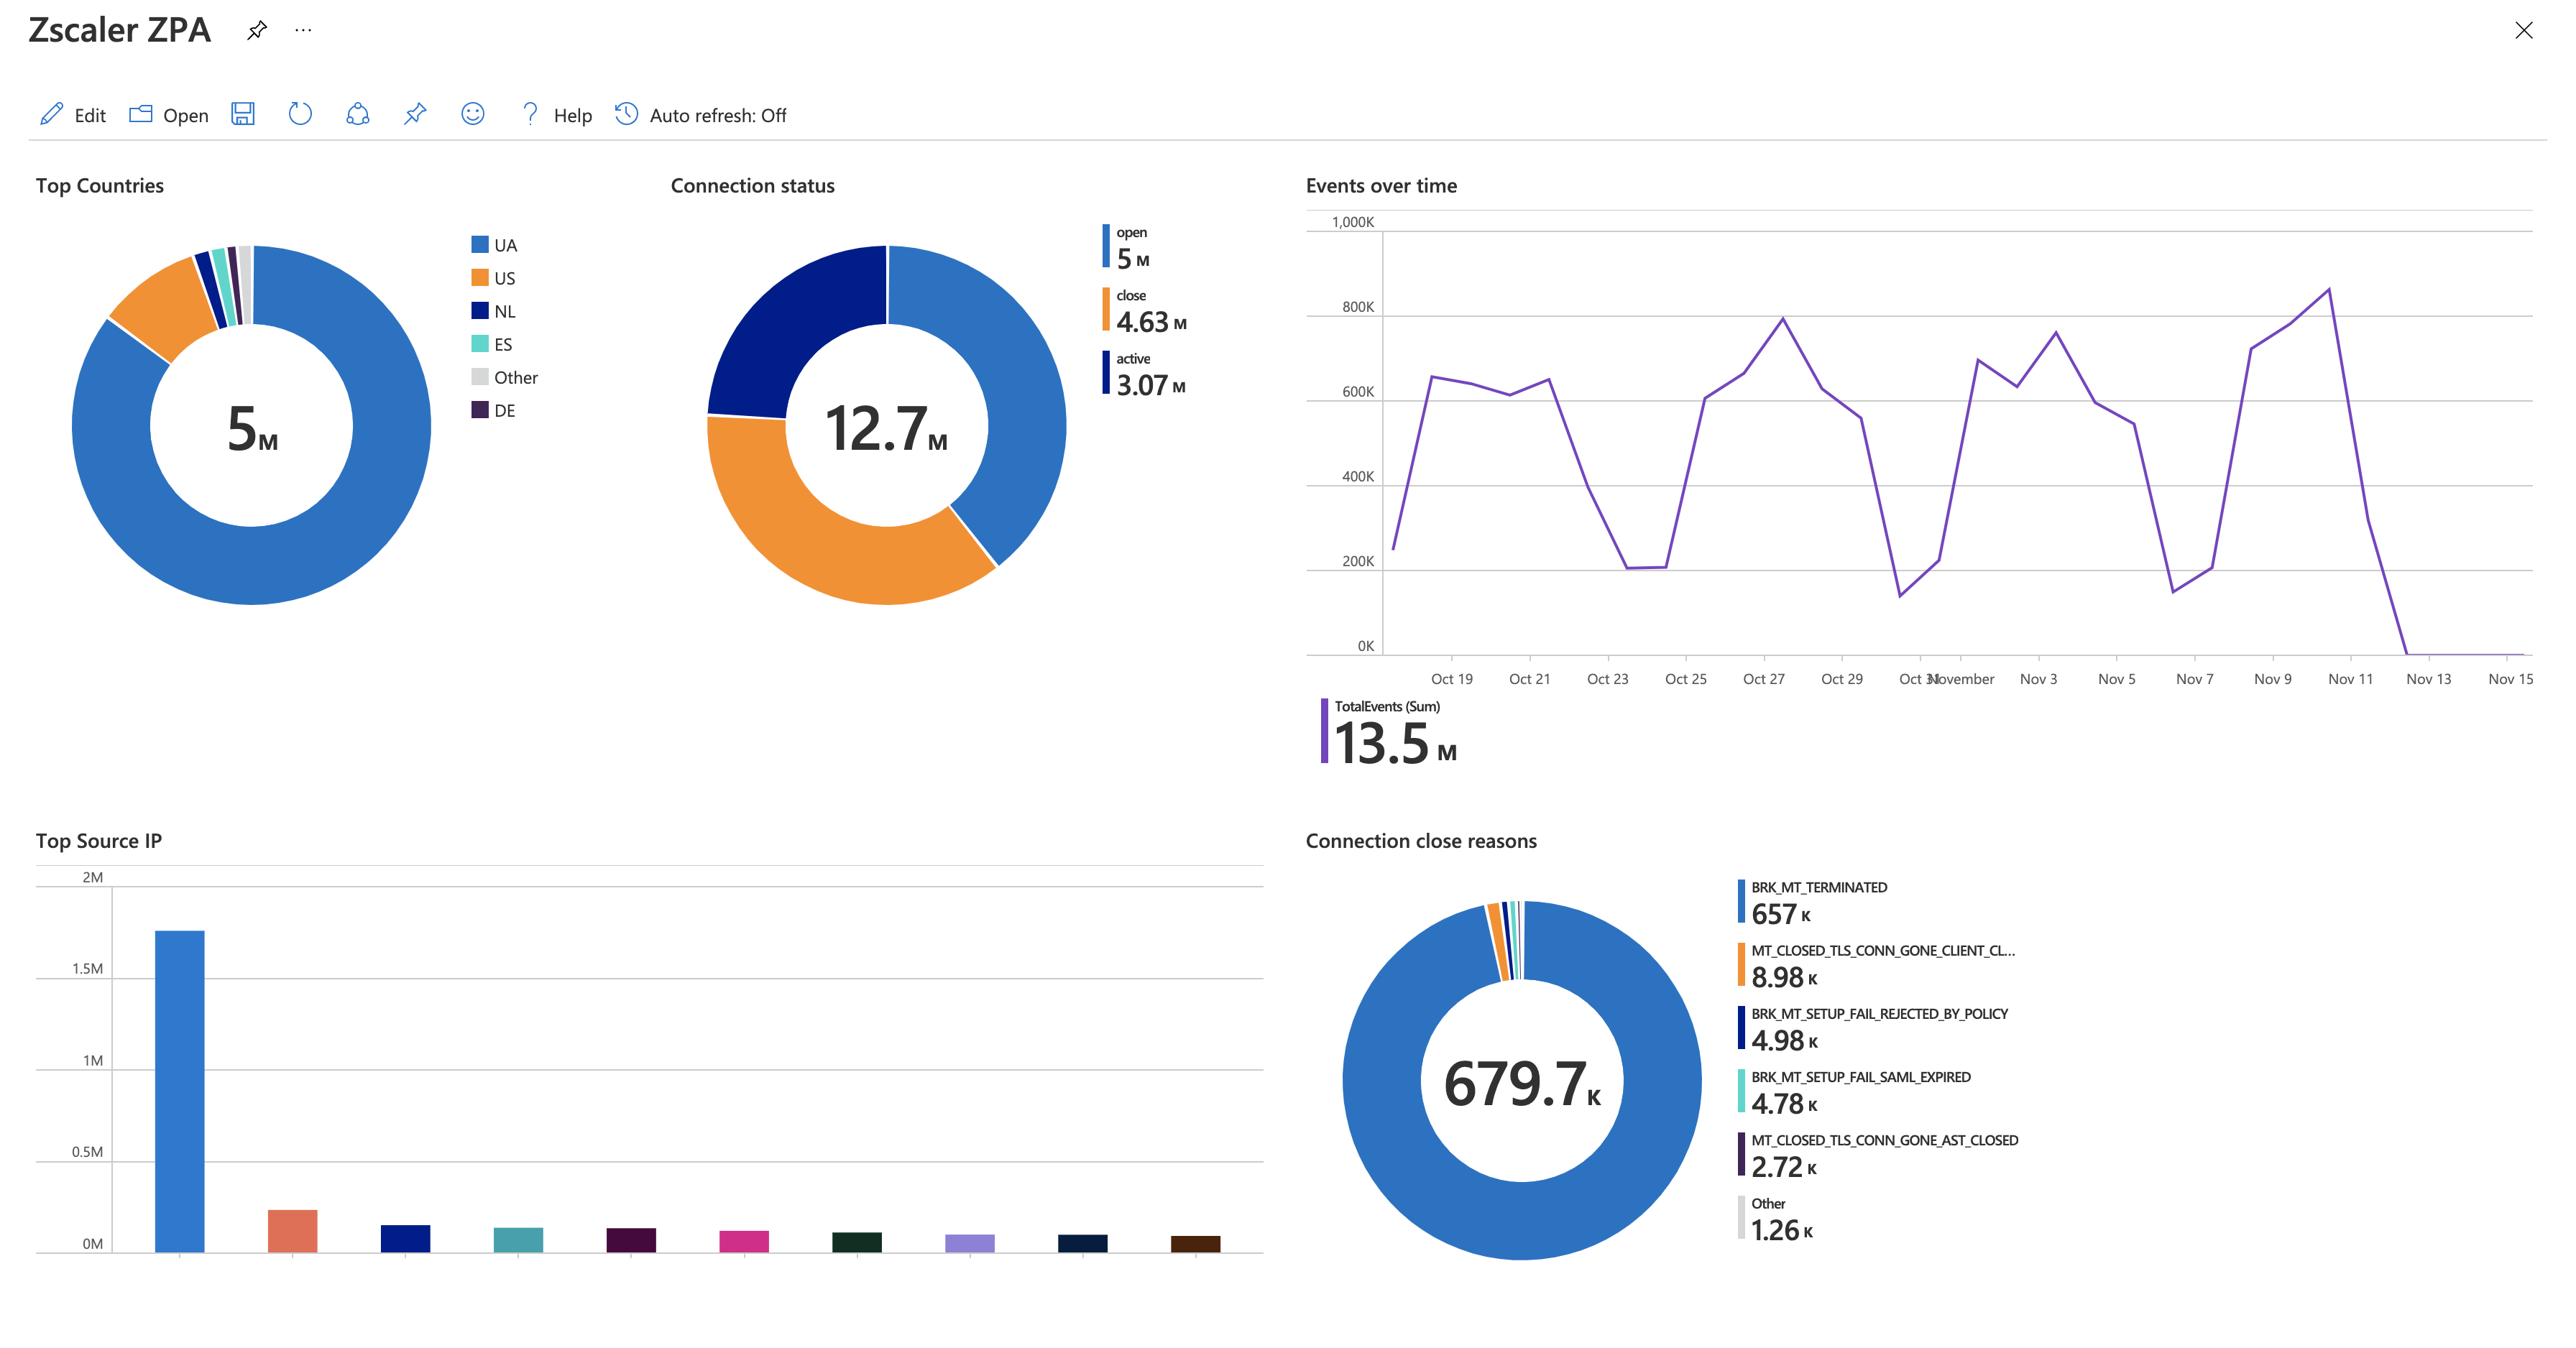 Zscaler ZPA
Edit
Open
Help
Auto refresh: Off
Top Countries
5M
UA
US
NL
ES
Other
DE
Connection status
12.7M
open
5 M
close
4.63 M
active
3.07 M
Events over time
1,000K
800K
600K
400K
200K
0K
Oct 19
Oct 21
Oct 23
Oct 25
Oct 27
Oct 29
Oct 31
November
Nov 3
Nov 5
Nov 7
Nov 9
Nov 11
Nov 13
Nov 15
TotalEvents (Sum)
13.5 M
Top Source IP
2M
1.5M
1M
0.5M
0M
Connection close reasons
679.7K
BRK_MT_TERMINATED
657 K
MT_CLOSED_TLS_CONN_GONE_CLIENT_CL...
8.98 K
BRK_MT_SETUP_FAIL_REJECTED_BY_POLICY
4.98 K
BRK_MT_SETUP_FAIL_SAML_EXPIRED
4.78 K
MT_CLOSED_TLS_CONN_GONE_AST_CLOSED
2.72 K
Other
1.26 K